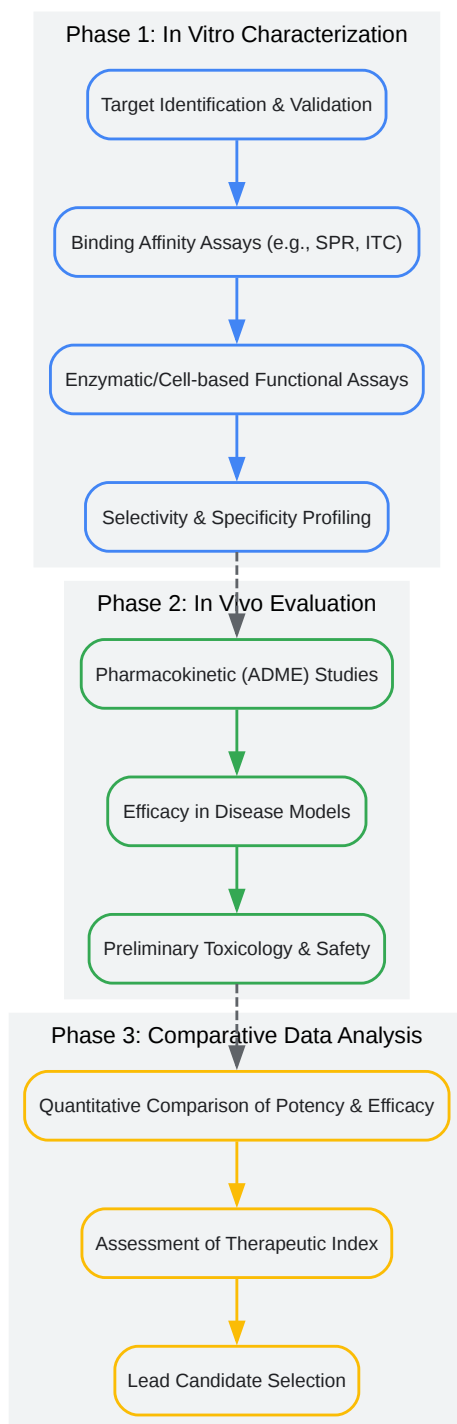 Phase 1: In Vitro Characterization
Target Identification & Validation
Binding Affinity Assays (e.g., SPR, ITC)
Enzymatic/Cell-based Functional Assays
Selectivity & Specificity Profiling
Phase 2: In Vivo Evaluation
Pharmacokinetic (ADME) Studies
Efficacy in Disease Models
Preliminary Toxicology & Safety
Phase 3: Comparative Data Analysis
Quantitative Comparison of Potency & Efficacy
Assessment of Therapeutic Index
Lead Candidate Selection